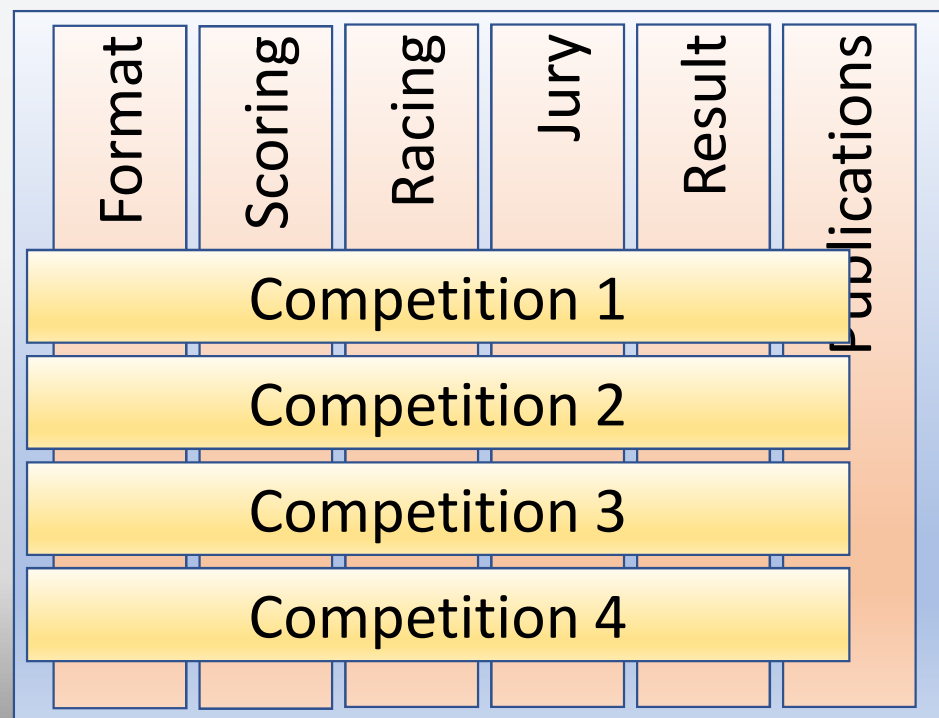 Format
Scoring
Racing
Jury
Result
Publications
Competition 1
Competition 2
Competition 3
Competition 4